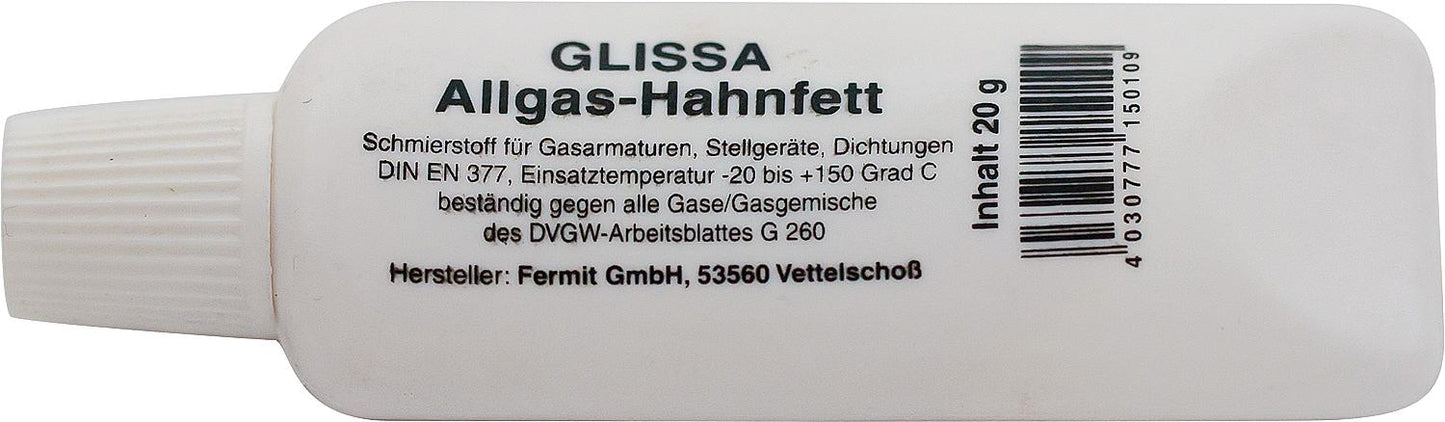 GLISSA
Allgas-Hahnfett
Schmierstoff für Gasarmaturen, Stellgeräte, Dichtungen
DIN EN 377, Einsatztemperatur -20 bis +150 Grad C
beständig gegen alle Gase/Gasgemische
des DVGW-Arbeitsblattes G 260
Hersteller: Fermit GmbH, 53560 Vettelschoß
Inhalt 20 g
4 030777 150109